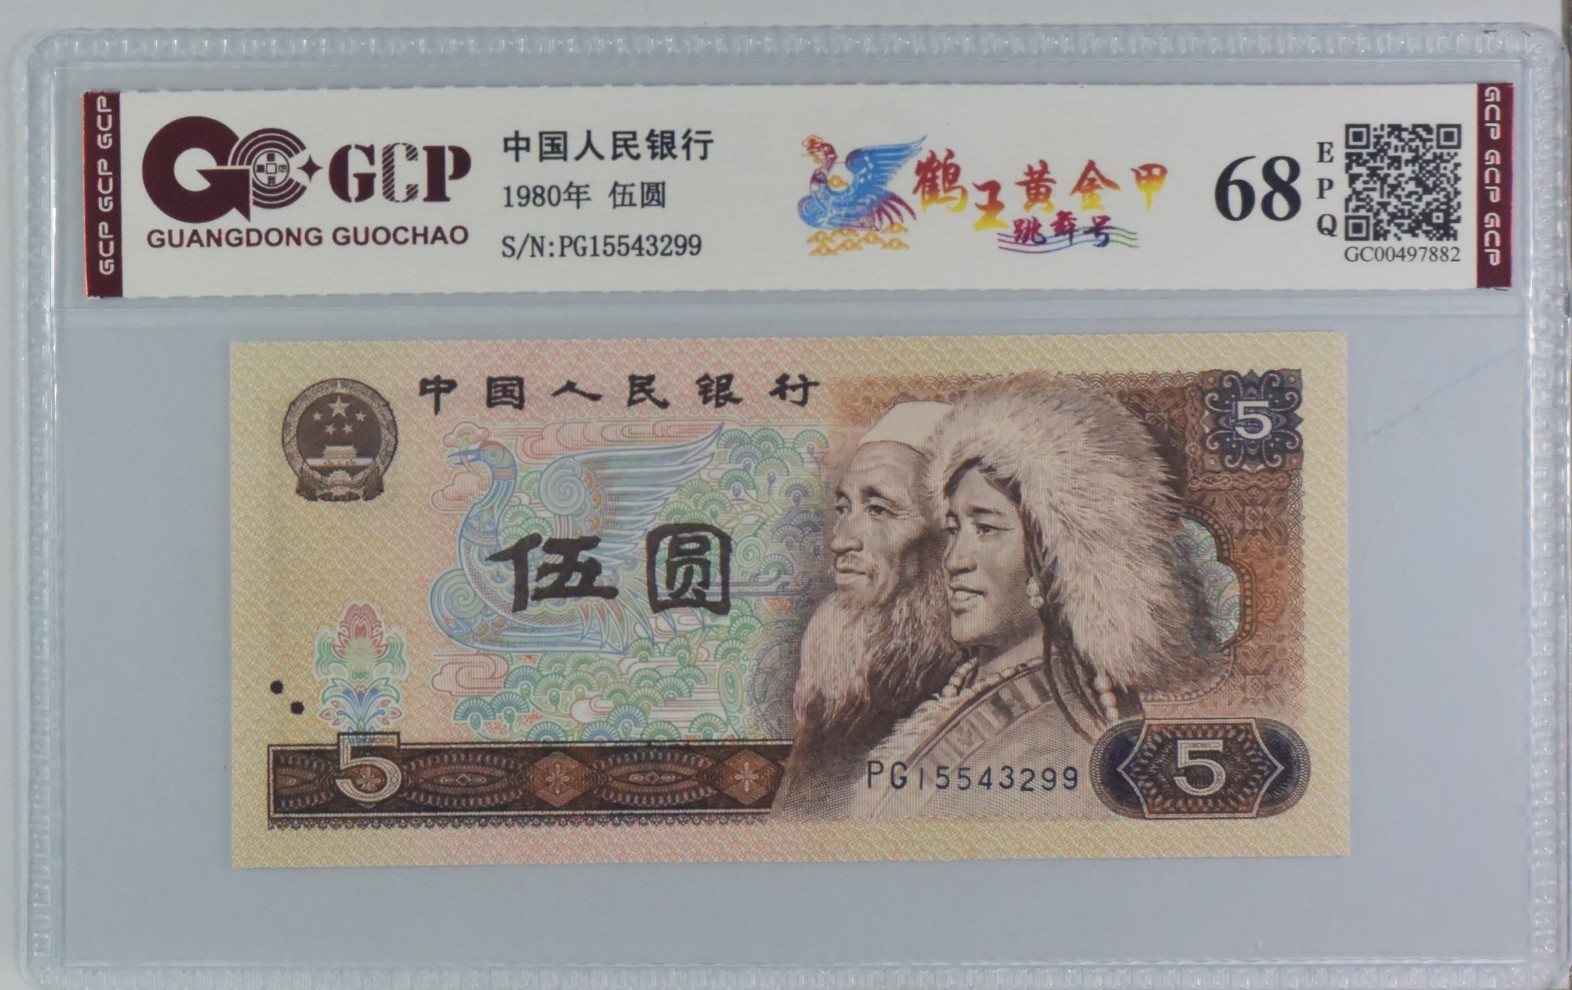 GCP GCP GCP
GCP
GUANGDONG GUOCHAO
中国人民银行
1980年 伍圆
S/N:PG15543299
鹤王黄金甲
跳舞号
68
EPQ
GC00497882
GCP GCP GCP
中国人民银行
5
伍圆
5
PG15543299
5